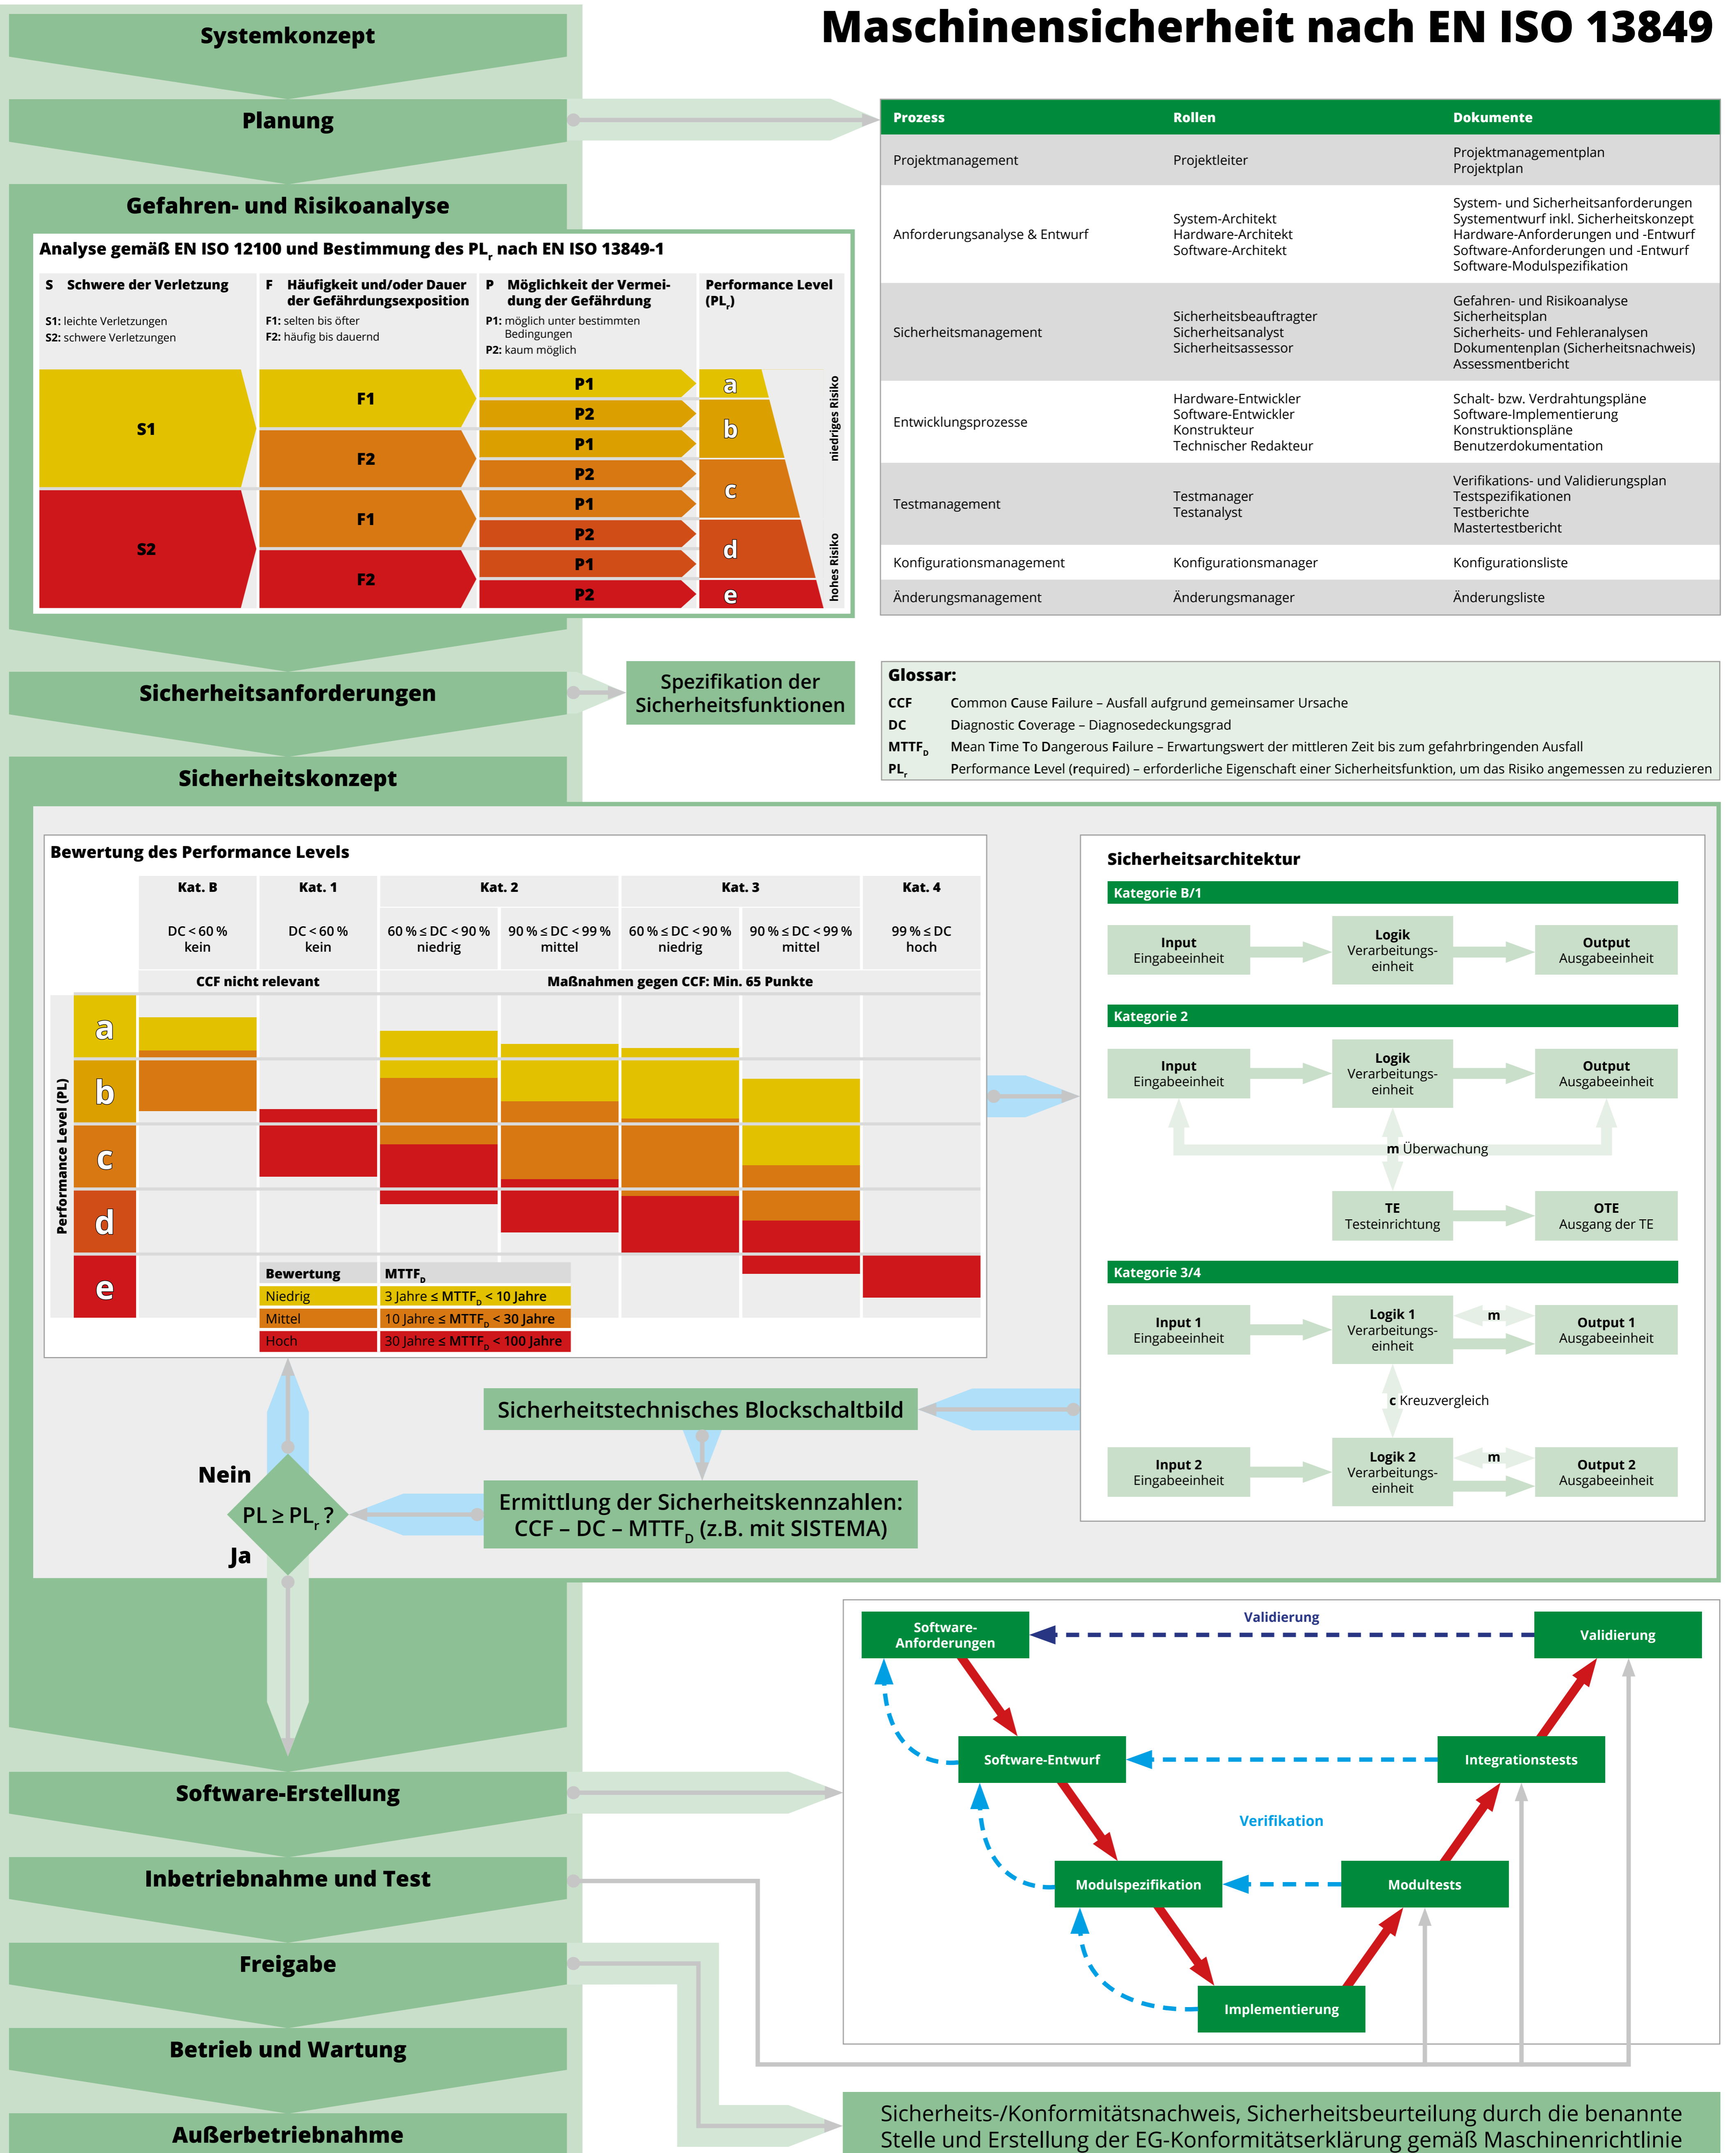 Maschinensicherheit nach EN ISO 13849
Systemkonzept
Planung
Prozess Rollen Dokumente
Projektmanagement Projektleiter Projektmanagementplan
Projektplan
Anforderungsanalyse & Entwurf
System-Architekt
Hardware-Architekt
Software-Architekt
System- und Sicherheitsanforderungen
Systementwurf inkl. Sicherheitskonzept
Hardware-Anforderungen und -Entwurf
Software-Anforderungen und -Entwurf
Software-Modulspezifikation
Sicherheitsmanagement
Sicherheitsbeauftragter
Sicherheitsanalyst
Sicherheitsassessor
Gefahren- und Risikoanalyse
Sicherheitsplan
Sicherheits- und Fehleranalysen
Dokumentenplan (Sicherheitsnachweis)
Assessmentbericht
Entwicklungsprozesse
Hardware-Entwickler
Software-Entwickler
Konstrukteur
Technischer Redakteur
Schalt- bzw. Verdrahtungspläne
Software-Implementierung
Konstruktionspläne
Benutzerdokumentation
Testmanagement
Testmanager
Testanalyst
Verifikations- und Validierungsplan
Testspezifikationen
Testberichte
Mastertestbericht
Konfigurationsmanagement Konfigurationsmanager Konfigurationsliste
Änderungsmanagement Änderungsmanager Änderungsliste
Gefahren- und Risikoanalyse
Analyse gemäß EN ISO 12100 und Bestimmung des PLr nach EN ISO 13849-1
S Schwere der Verletzung
S1: leichte Verletzungen
S2: schwere Verletzungen
F Häufigkeit und/oder Dauer
der Gefährdungsexposition
F1: selten bis öfter
F2: häufig bis dauernd
P Möglichkeit der Vermei-
dung der Gefährdung
P1: möglich unter bestimmten
Bedingungen
P2: kaum möglich
Performance Level
(PLr)
S1
S2
F1
F2
F1
F2
P1
P2
P1
P2
P1
P2
P1
P2
a
b
c
d
e
niedriges Risiko
hohes Risiko
Sicherheitsanforderungen
Spezifikation der
Sicherheitsfunktionen
Glossar:
CCF Common Cause Failure – Ausfall aufgrund gemeinsamer Ursache
DC Diagnostic Coverage – Diagnosedeckungsgrad
MTTFD Mean Time To Dangerous Failure – Erwartungswert der mittleren Zeit bis zum gefahrbringenden Ausfall
PLr Performance Level (required) – erforderliche Eigenschaft einer Sicherheitsfunktion, um das Risiko angemessen zu reduzieren
Sicherheitskonzept
Bewertung des Performance Levels
Kat. B Kat. 1 Kat. 2 Kat. 3 Kat. 4
DC < 60 % DC < 60 % 60 % ≤ DC < 90 % 90 % ≤ DC < 99 % 60 % ≤ DC < 90 % 90 % ≤ DC < 99 % 99 % ≤ DC
kein kein niedrig mittel niedrig mittel hoch
CCF nicht relevant Maßnahmen gegen CCF: Min. 65 Punkte
Performance Level (PL)
a
b
c
d
e
Bewertung MTTFD
Niedrig 3 Jahre ≤ MTTFD < 10 Jahre
Mittel 10 Jahre ≤ MTTFD < 30 Jahre
Hoch 30 Jahre ≤ MTTFD < 100 Jahre
Sicherheitsarchitektur
Kategorie B/1
Input
Eingabeeinheit
Logik
Verarbeitungs-
einheit
Output
Ausgabeeinheit
Kategorie 2
Input
Eingabeeinheit
Logik
Verarbeitungs-
einheit
Output
Ausgabeeinheit
m Überwachung
TE
Testeinrichtung
OTE
Ausgang der TE
Kategorie 3/4
Input 1
Eingabeeinheit
Logik 1
Verarbeitungs-
einheit
m
Output 1
Ausgabeeinheit
c Kreuzvergleich
Input 2
Eingabeeinheit
Logik 2
Verarbeitungs-
einheit
m
Output 2
Ausgabeeinheit
Sicherheitstechnisches Blockschaltbild
Ermittlung der Sicherheitskennzahlen:
CCF – DC – MTTFD (z.B. mit SISTEMA)
Nein
PL ≥ PLr ?
Ja
Software-Erstellung
Software-
Anforderungen
Validierung
Validierung
Software-Entwurf
Integrationstests
Verifikation
Modulspezifikation
Modultests
Implementierung
Inbetriebnahme und Test
Freigabe
Betrieb und Wartung
Außerbetriebnahme
Sicherheits-/Konformitätsnachweis, Sicherheitsbeurteilung durch die benannte
Stelle und Erstellung der EG-Konformitätserklärung gemäß Maschinenrichtlinie